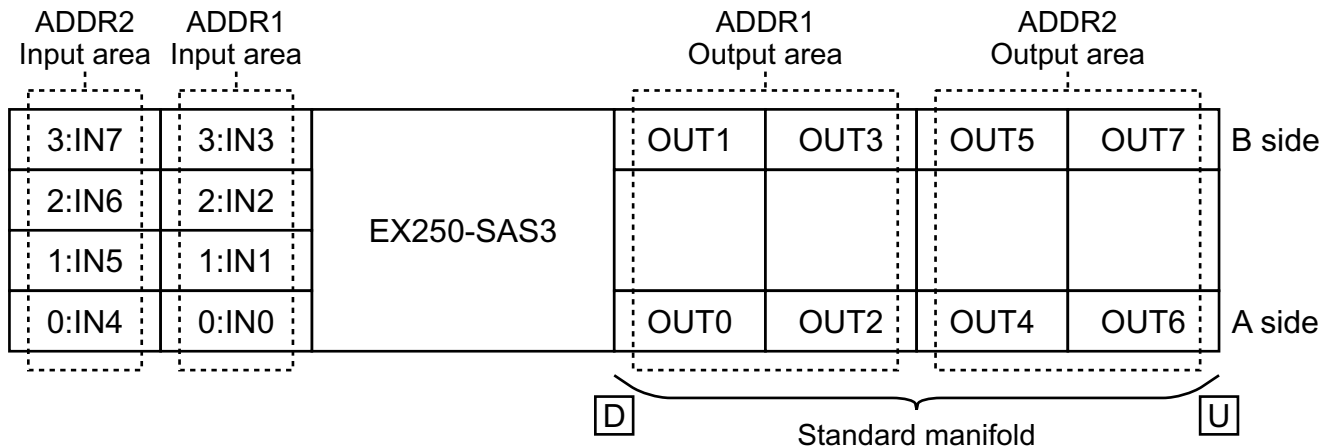 ADDR2 ADDR1 ADDR1 ADDR2
Input area Input area Output area Output area
3:IN7 3:IN3 OUT1 OUT3 OUT5 OUT7 B side
2:IN6 2:IN2
EX250-SAS3
1:IN5 1:IN1
0:IN4 0:IN0 OUT0 OUT2 OUT4 OUT6 A side
D U
Standard manifold